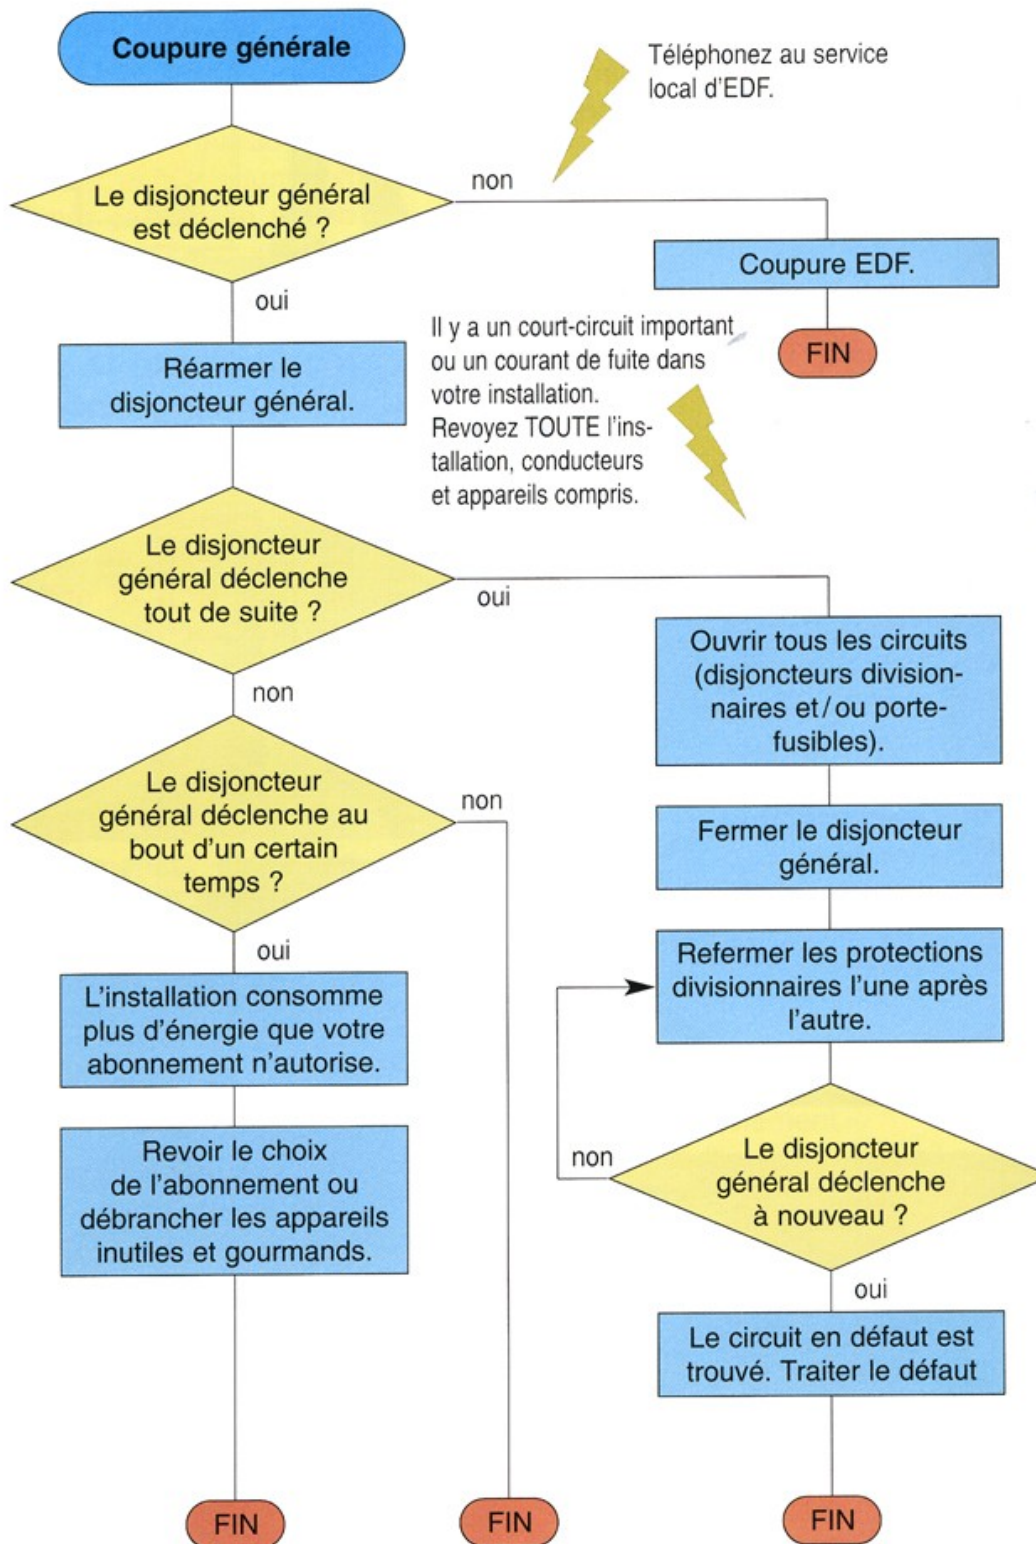 Coupure générale
Téléphonez au service
local d'EDF.
Le disjoncteur général
est déclenché ?
non
Coupure EDF.
oui
FIN
Il y a un court-circuit important
ou un courant de fuite dans
votre installation.
Revoyez TOUTE l'ins-
tallation, conducteurs
et appareils compris.
Réarmer le
disjoncteur général.
Le disjoncteur
général déclenche
tout de suite ?
oui
non
Ouvrir tous les circuits
(disjoncteurs division-
naires et/ou porte-
fusibles).
Le disjoncteur
général déclenche au
bout d'un certain
temps ?
non
Fermer le disjoncteur
général.
oui
Refermer les protections
divisionnaires l'une après
l'autre.
L'installation consomme
plus d'énergie que votre
abonnement n'autorise.
Revoir le choix
de l'abonnement ou
débrancher les appareils
inutiles et gourmands.
non
Le disjoncteur
général déclenche
à nouveau ?
oui
Le circuit en défaut est
trouvé. Traiter le défaut
FIN
FIN
FIN